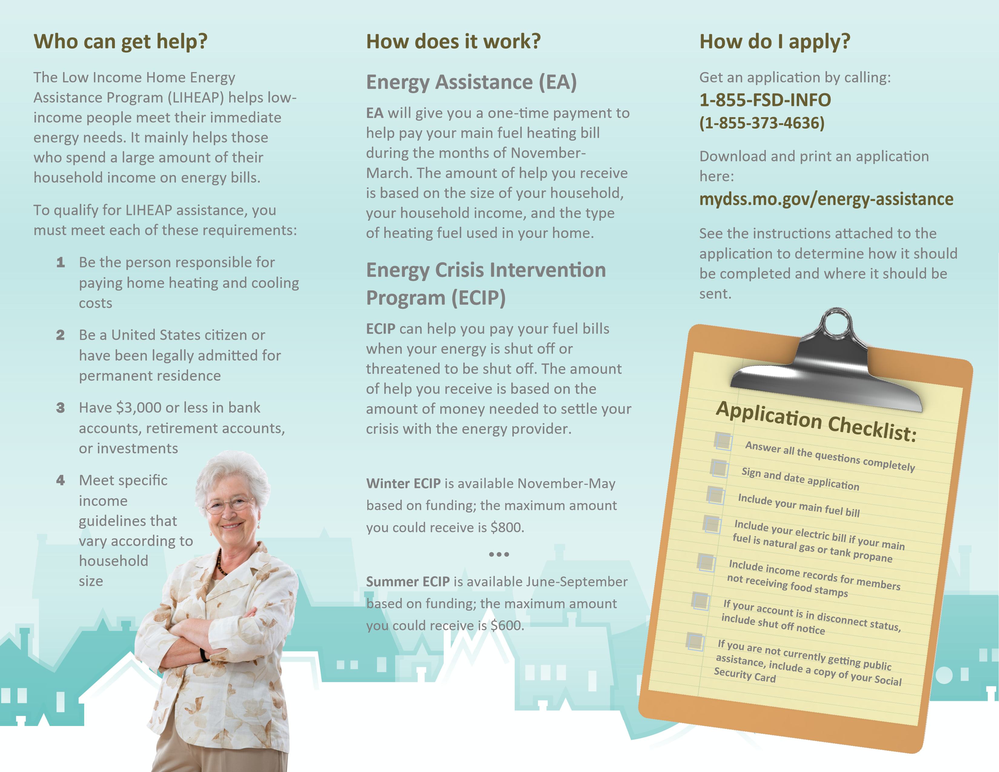 Who can get help?
The Low Income Home Energy
Assistance Program (LIHEAP) helps low-
income people meet their immediate
energy needs. It mainly helps those
who spend a large amount of their
household income on energy bills.
To qualify for LIHEAP assistance, you
must meet each of these requirements:
1 Be the person responsible for
paying home heating and cooling
costs
2 Be a United States citizen or
have been legally admitted for
permanent residence
3 Have $3,000 or less in bank
accounts, retirement accounts,
or investments
4 Meet specific
income
guidelines that
vary according to
household
size
How does it work?
Energy Assistance (EA)
EA will give you a one-time payment to
help pay your main fuel heating bill
during the months of November-
March. The amount of help you receive
is based on the size of your household,
your household income, and the type
of heating fuel used in your home.
Energy Crisis Intervention
Program (ECIP)
ECIP can help you pay your fuel bills
when your energy is shut off or
threatened to be shut off. The amount
of help you receive is based on the
amount of money needed to settle your
crisis with the energy provider.
Winter ECIP is available November-May
based on funding; the maximum amount
you could receive is $800.
•••
Summer ECIP is available June-September
based on funding; the maximum amount
you could receive is $600.
How do I apply?
Get an application by calling:
1-855-FSD-INFO
(1-855-373-4636)
Download and print an application
here:
mydss.mo.gov/energy-assistance
See the instructions attached to the
application to determine how it should
be completed and where it should be
sent.
Application Checklist:
Answer all the questions completely
Sign and date application
Include your main fuel bill
Include your electric bill if your main
fuel is natural gas or tank propane
Include income records for members
not receiving food stamps
If your account is in disconnect status,
include shut off notice
If you are not currently getting public
assistance, include a copy of your Social
Security Card